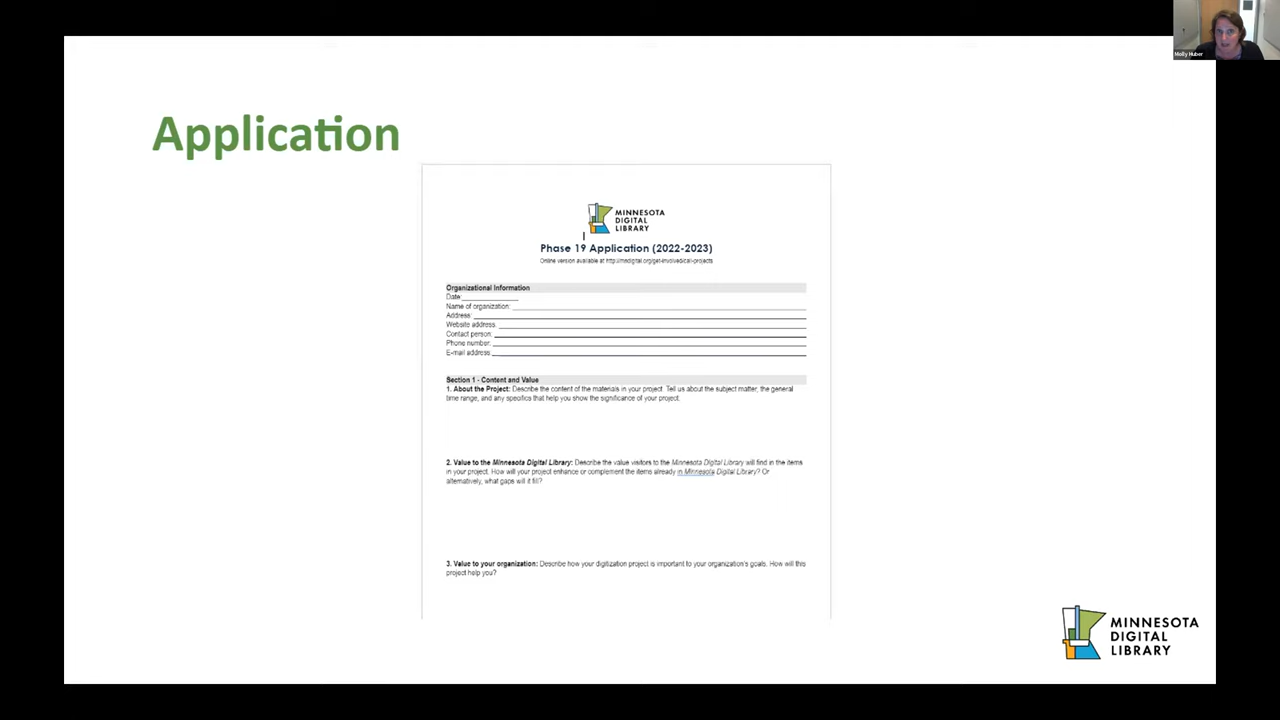 Molly Huber
Application
MINNESOTA
DIGITAL
LIBRARY
Phase 19 Application (2022-2023)
Online version available at
Organizational Information
Date:
Name of organization:
Address:
Website address:
Contact person:
Phone number:
E-mail address
Section 1 - Content and Value
1. About the Project: Describe the content of the materials in your project. Tell us about the subject matter, the general
time range, and any specifics that help you show the significance of your project.
2. Value to the Minnesota Digital Library: Describe the value visitors to the Minnesota Digital Library will find in the items
in your project. How will your project enhance or complement the items already in Minnesota Digital Library? Or
alternatively, what gaps will it fill?
3. Value to your organization: Describe how your digitization project is important to your organization's goals. How will this
project help you?
MINNESOTA
DIGITAL
LIBRARY